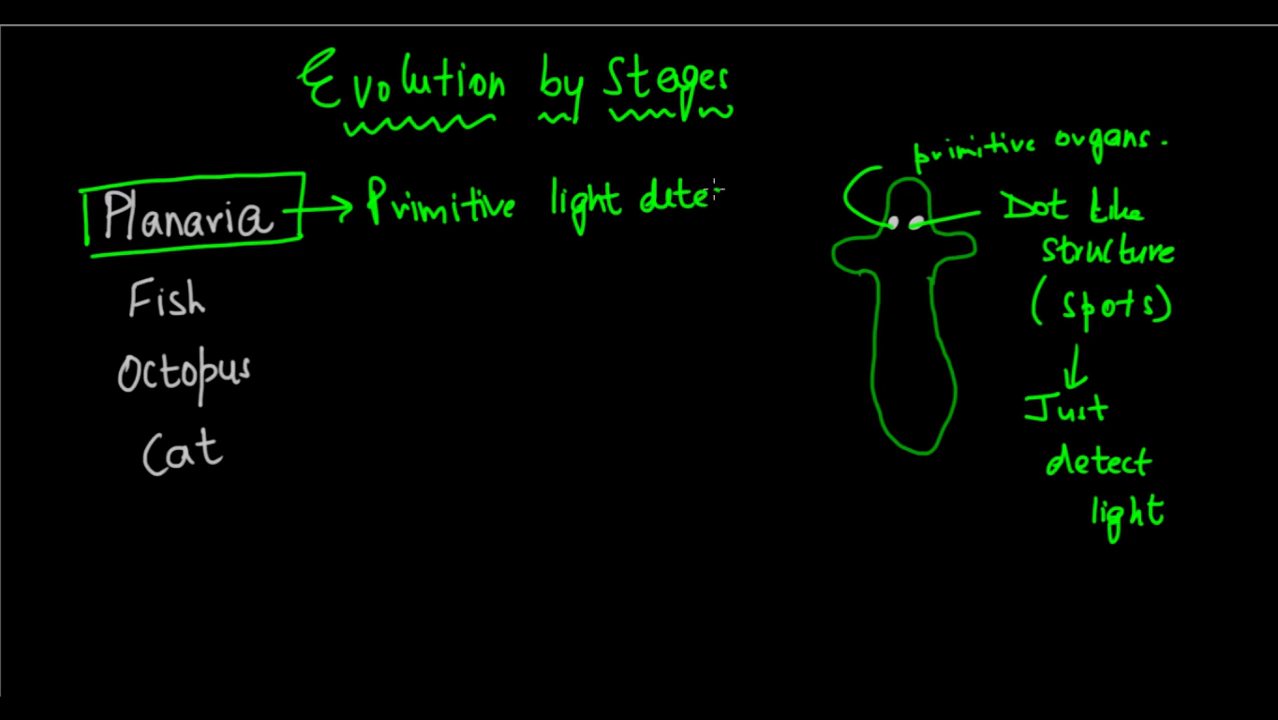 Evolution by Stages
primitive organs.
Planaria → Primitive light dete
Dot like
structure
(spots)
Fish
Octopus
Just
Cat
detect
light